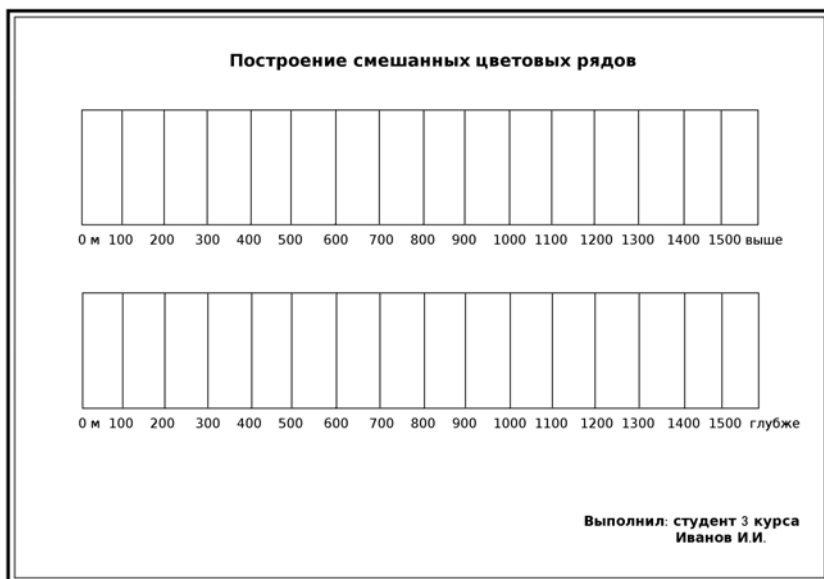 Построение смешанных цветовых рядов
0 м 100 200 300 400 500 600 700 800 900 1000 1100 1200 1300 1400 1500 выше
0 м 100 200 300 400 500 600 700 800 900 1000 1100 1200 1300 1400 1500 глубже
Выполнил: студент 3 курса
Иванов И.И.